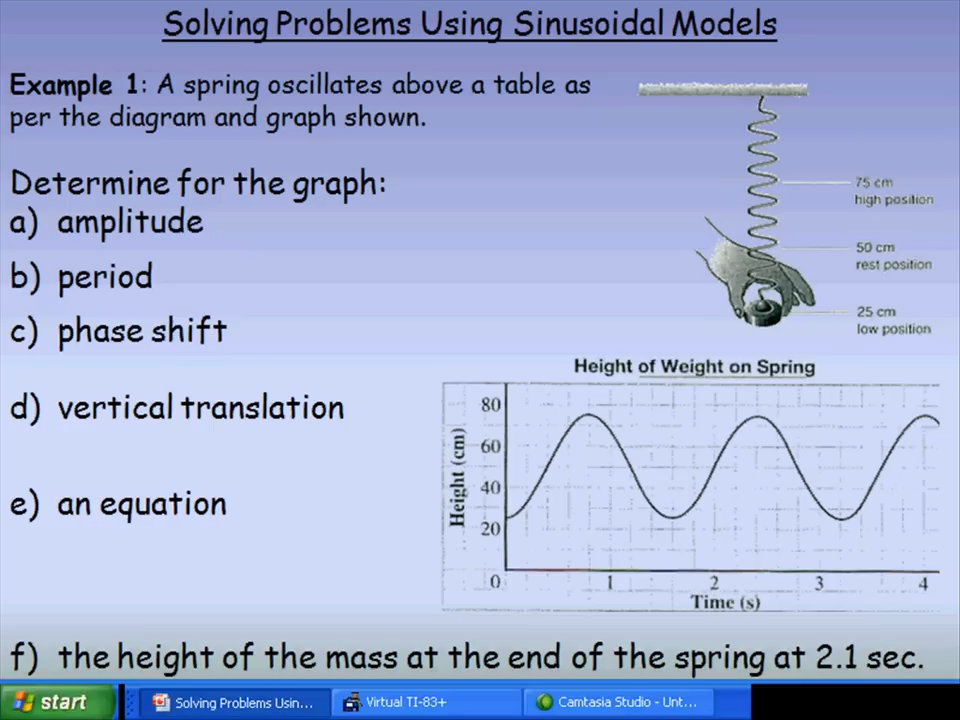 Solving Problems Using Sinusoidal Models
Example 1: A spring oscillates above a table as
per the diagram and graph shown.
Determine for the graph:
a) amplitude
b) period
c) phase shift
d) vertical translation
e) an equation
75 cm
high position
50 cm
rest position
25 cm
low position
Height of Weight on Spring
Height (cm)
80
60
40
20
0
1
2
3
4
Time (s)
f) the height of the mass at the end of the spring at 2.1 sec.
start
Solving Problems Usin...
Virtual TI-83+
Camtasia Studio - Unt...